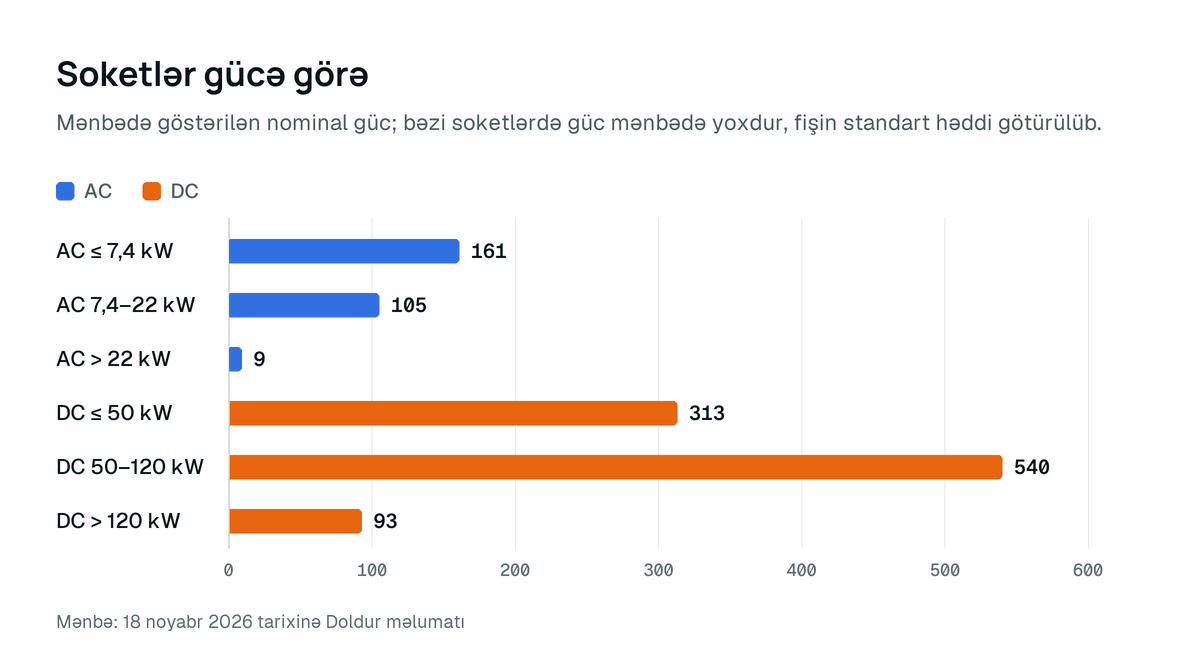 Soketlər gücə görə
Mənbədə göstərilən nominal güc; bəzi soketlərdə güc mənbədə yoxdur, fişin standart həddi götürülüb.
AC DC
AC ≤ 7,4 kW 161
AC 7,4–22 kW 105
AC > 22 kW 9
DC ≤ 50 kW 313
DC 50–120 kW 540
DC > 120 kW 93
0 100 200 300 400 500 600
Mənbə: 18 noyabr 2026 tarixinə Doldur məlumatı